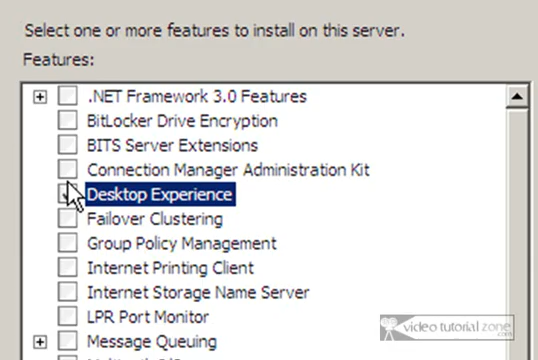 Select one or more features to install on this server.
Features:
.NET Framework 3.0 Features
BitLocker Drive Encryption
BITS Server Extensions
Connection Manager Administration Kit
Desktop Experience
Failover Clustering
Group Policy Management
Internet Printing Client
Internet Storage Name Server
LPR Port Monitor
Message Queuing
video tutorial zone.com